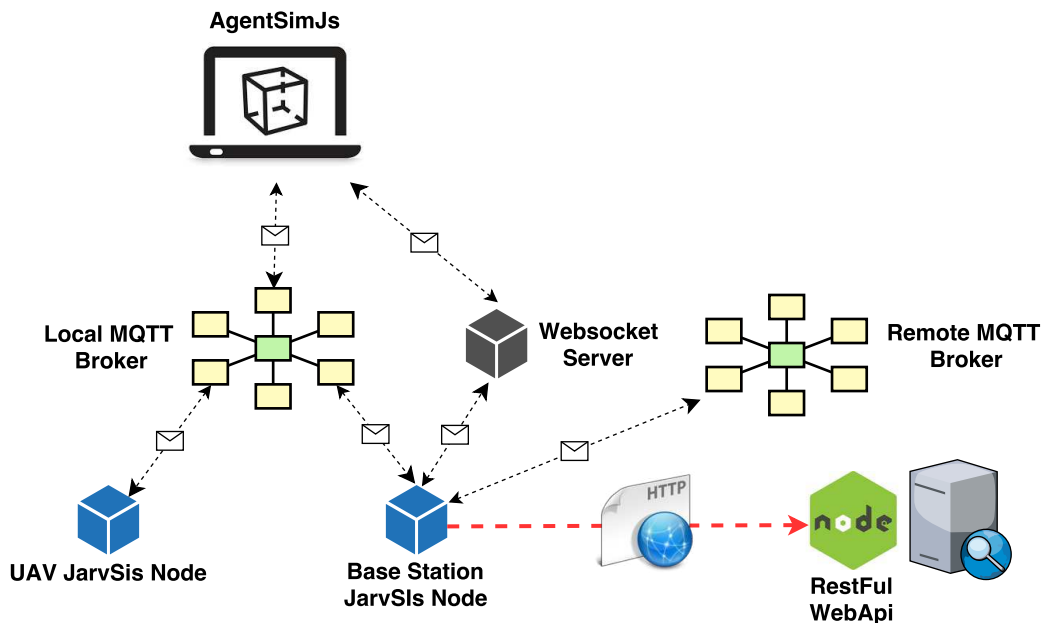 AgentSimJs
Local MQTT
Broker
Websocket
Server
Remote MQTT
Broker
HTTP
node
UAV JarvSis Node
Base Station
JarvSIs Node
RestFul
WebApi